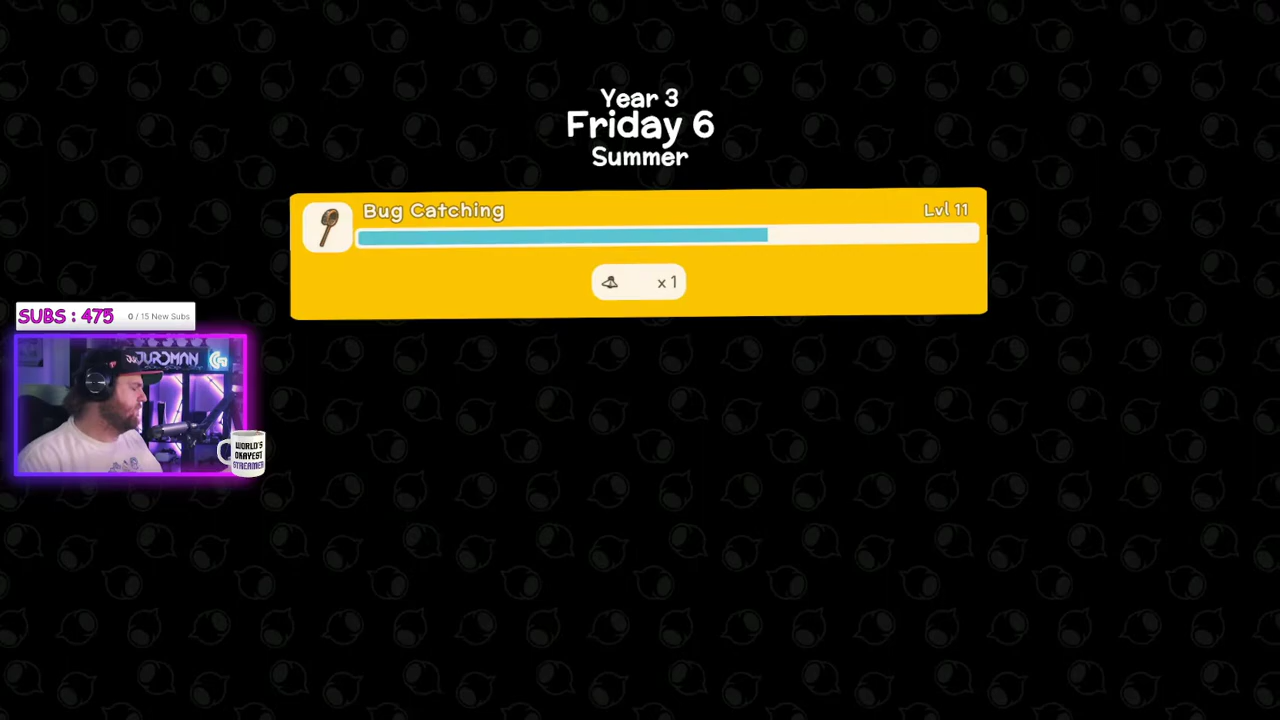 Year 3
Friday 6
Summer
Bug Catching
Lvl 11
x 1
SUBS : 475
0 / 15 New Subs
JURDMAN
WORLD'S
OKAYEST
STREAMER